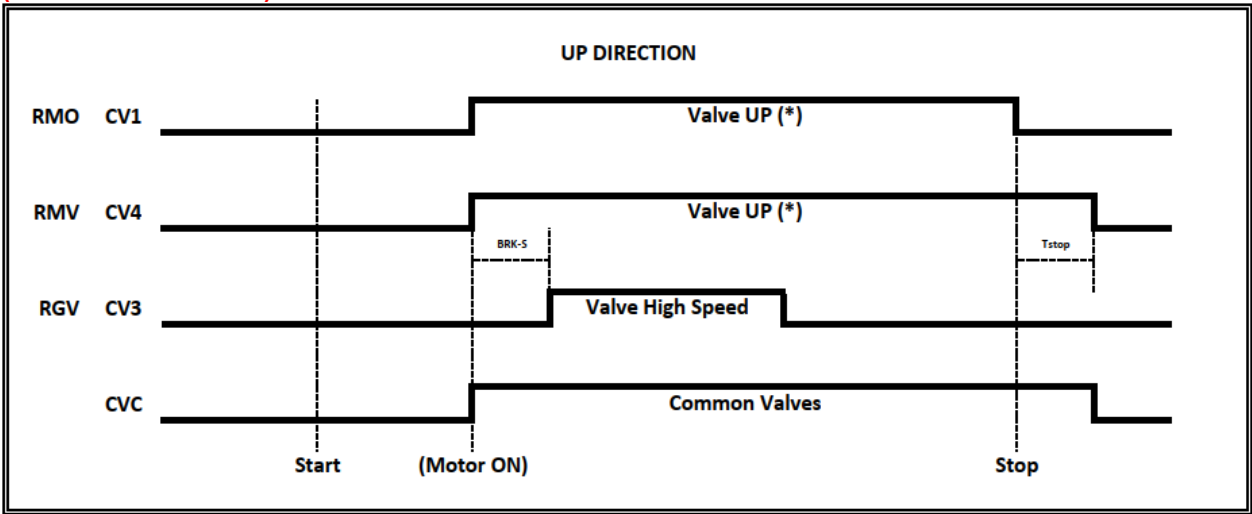 UP DIRECTION
RMO CV1 Valve UP (*)
RMV CV4 Valve UP (*)
BRK-S Tstop
RGV CV3 Valve High Speed
CVC Common Valves
Start (Motor ON) Stop